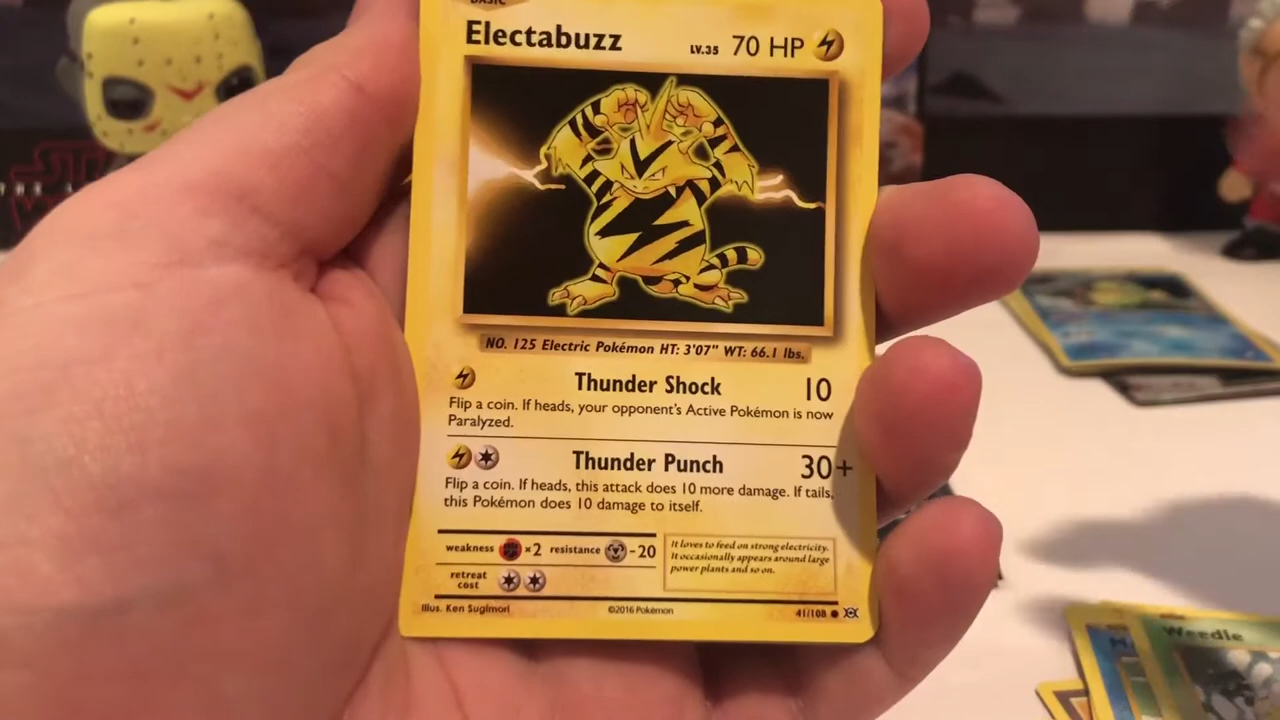 BASIC
Electabuzz LV.35 70 HP
NO. 125 Electric Pokémon HT: 3'07" WT: 66.1 lbs.
Thunder Shock 10
Flip a coin. If heads, your opponent's Active Pokémon is now
Paralyzed.
Thunder Punch 30+
Flip a coin. If heads, this attack does 10 more damage. If tails,
this Pokémon does 10 damage to itself.
weakness ×2 resistance -20
retreat
cost
It loves to feed on strong electricity.
It occasionally appears around large
power plants and so on.
Illus. Ken Sugimori ©2016 Pokémon 41/108
Weedle